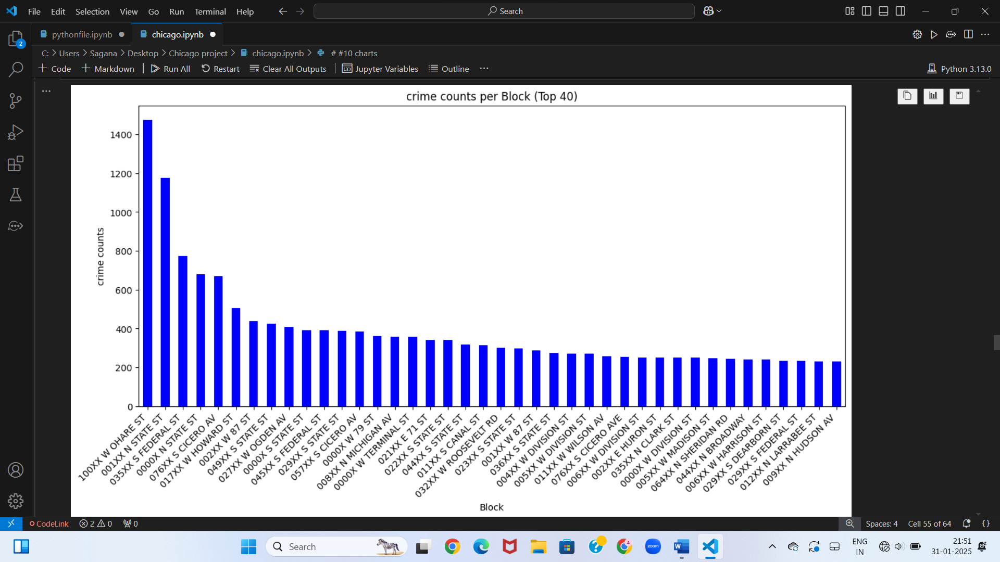 File Edit Selection View Go Run Terminal Help
Search
pythonfile.ipynb
chicago.ipynb
2
C: > Users > Sagana > Desktop > Chicago project > chicago.ipynb > # #10 charts
+ Code + Markdown | Run All Restart Clear All Outputs | Jupyter Variables Outline ...
Python 3.13.0
crime counts per Block (Top 40)
crime counts
1400
1200
1000
800
600
400
200
0
100XX W OHARE ST
001XX N STATE ST
035XX S FEDERAL ST
0000X N STATE ST
076XX S CICERO AV
017XX W HOWARD ST
002XX W 87 ST
049XX S STATE ST
027XX W OGDEN AV
0000X S STATE ST
045XX S FEDERAL ST
029XX S STATE ST
057XX S CICERO AV
0000X W 79 ST
008XX N MICHIGAN AV
0000X W TERMINAL ST
021XX E 71 ST
022XX S STATE ST
044XX S STATE ST
011XX S CANAL ST
032XX W ROOSEVELT RD
023XX S STATE ST
001XX W 87 ST
036XX S STATE ST
004XX W DIVISION ST
005XX W DIVISION ST
011XX W WILSON AV
076XX S CICERO AVE
006XX W DIVISION ST
002XX E HURON ST
035XX N CLARK ST
0000X W DIVISION ST
005XX W MADISON ST
064XX N SHERIDAN RD
044XX N BROADWAY
006XX W HARRISON ST
029XX S DEARBORN ST
029XX S FEDERAL ST
012XX N LARRABEE ST
009XX N HUDSON AV
Block
CodeLink 2 0 0
Spaces: 4 Cell 55 of 64 {}
Search
zoom
W
ENG
IN
21:51
31-01-2025